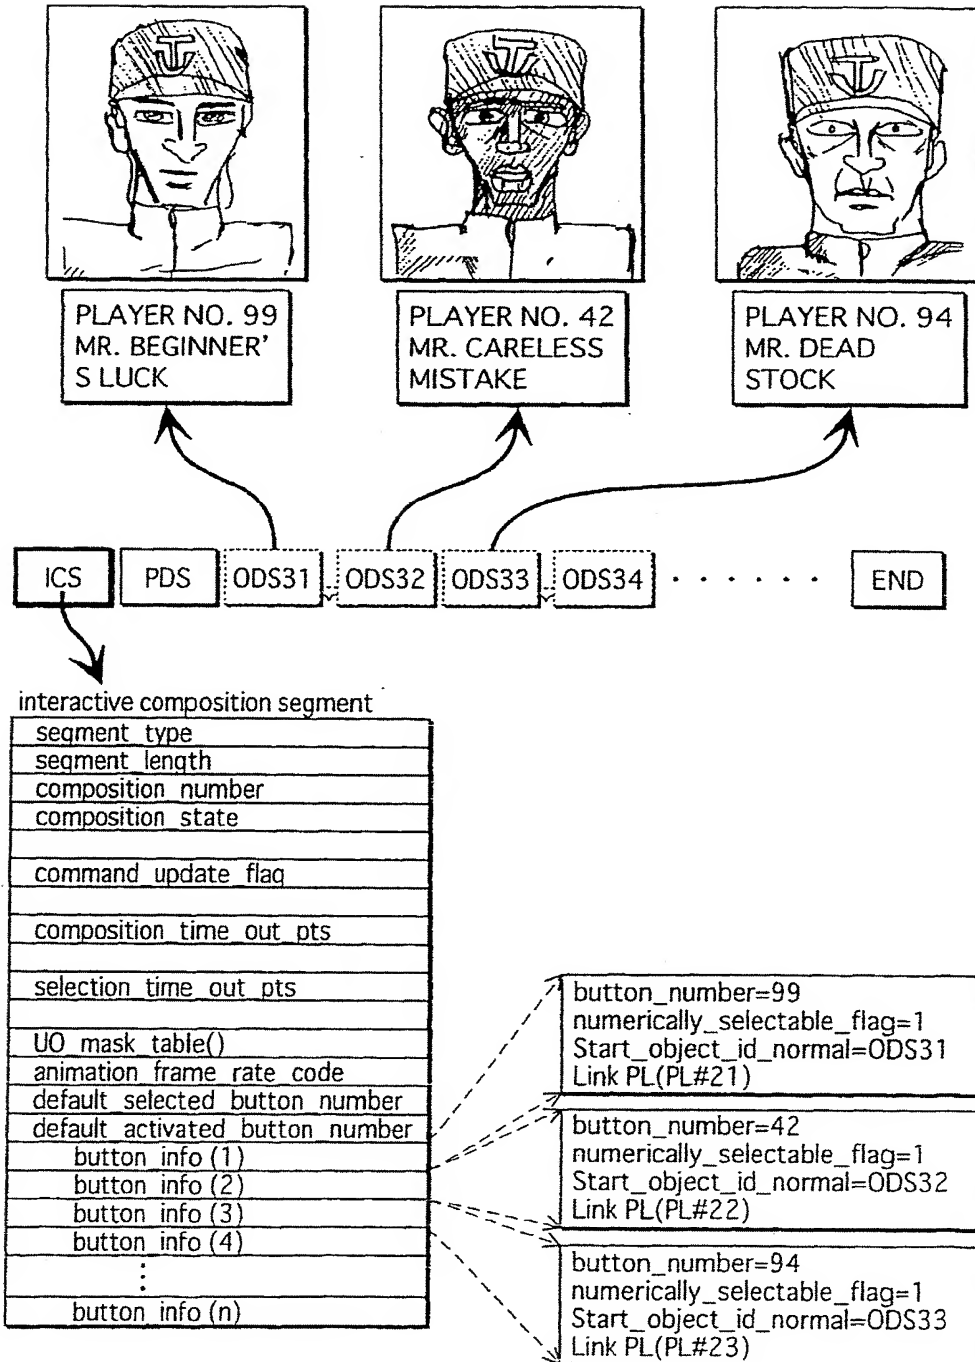 PLAYER NO. 99
MR. BEGINNER'
S LUCK
PLAYER NO. 42
MR. CARELESS
MISTAKE
PLAYER NO. 94
MR. DEAD
STOCK
ICS
PDS
ODS31
ODS32
ODS33
ODS34
END
interactive composition segment
segment_type
segment_length
composition_number
composition_state
command_update_flag
composition_time_out_pts
selection_time_out_pts
UO_mask_table()
animation_frame_rate_code
default_selected_button_number
default_activated_button_number
button_info (1)
button_info (2)
button_info (3)
button_info (4)
button_info (n)
button_number=99
numerically_selectable_flag=1
Start_object_id_normal=ODS31
Link PL(PL#21)
button_number=42
numerically_selectable_flag=1
Start_object_id_normal=ODS32
Link PL(PL#22)
button_number=94
numerically_selectable_flag=1
Start_object_id_normal=ODS33
Link PL(PL#23)